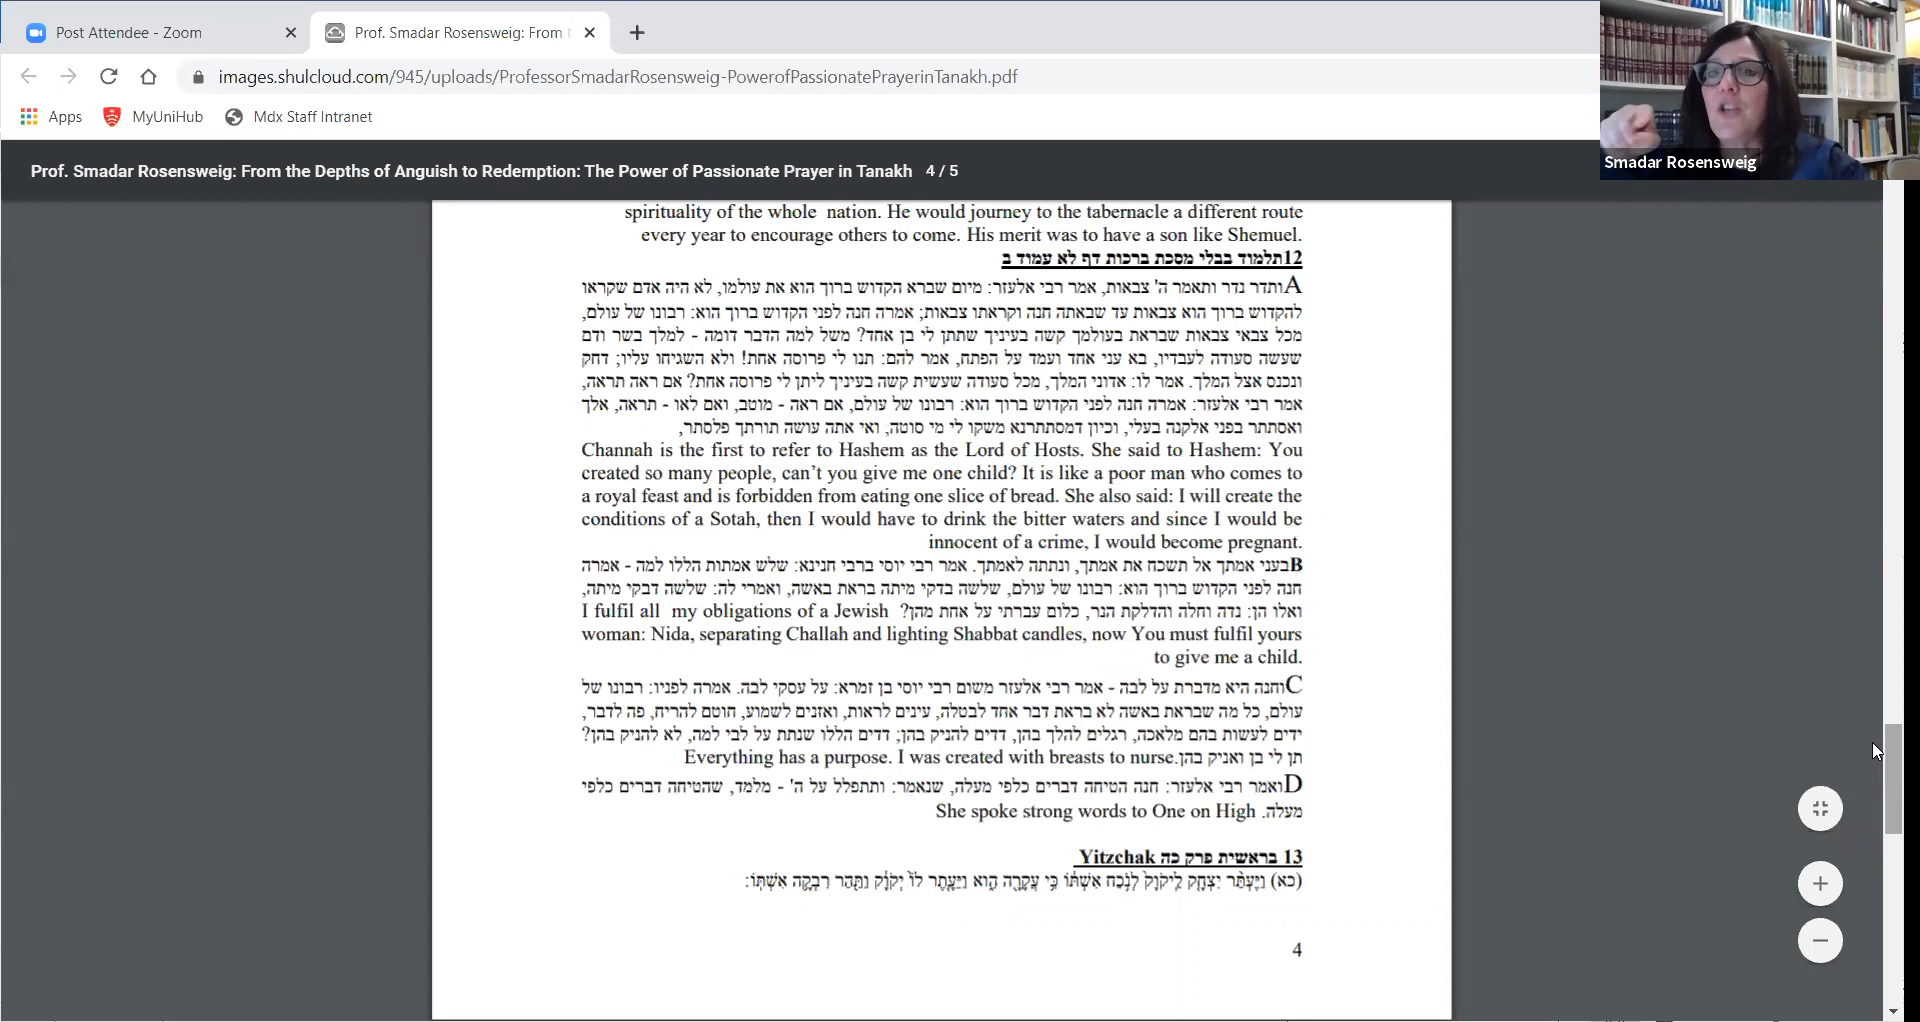 Post Attendee - Zoom
Prof. Smadar Rosensweig: From t
images.shulcloud.com/945/uploads/ProfessorSmadarRosensweig-PowerofPassionatePrayerinTanakh.pdf
Apps
MyUniHub
Mdx Staff Intranet
Smadar Rosensweig
Prof. Smadar Rosensweig: From the Depths of Anguish to Redemption: The Power of Passionate Prayer in Tanakh 4 / 5
spirituality of the whole nation. He would journey to the tabernacle a different route
every year to encourage others to come. His merit was to have a son like Shemuel.
12תלמוד בבלי מסכת ברכות דף לא עמוד ב
Aותדר נדר ותאמר ה' צבאות, אמר רבי אלעזר: מיום שברא הקדוש ברוך הוא את עולמו, לא היה אדם שקראו
להקדוש ברוך הוא צבאות עד שבאתה חנה וקראתו צבאות; אמרה חנה לפני הקדוש ברוך הוא: רבונו של עולם,
מכל צבאי צבאות שבראת בעולמך קשה בעיניך שתתן לי בן אחד? משל למה הדבר דומה - למלך בשר ודם
שעשה סעודה לעבדיו, בא עני אחד ועמד על הפתח, אמר להם: תנו לי פרוסה אחת! ולא השגיחו עליו; דחק
ונכנס אצל המלך. אמר לו: אדוני המלך, מכל סעודה שעשית קשה בעיניך ליתן לי פרוסה אחת? אם ראה תראה,
אמר רבי אלעזר: אמרה חנה לפני הקדוש ברוך הוא: רבונו של עולם, אם ראה - מוטב, ואם לאו - תראה, אלך
ואסתתר בפני אלקנה בעלי, וכיון דמסתתרנא משקו לי מי סוטה, ואי אתה עושה תורתך פלסתר,
Channah is the first to refer to Hashem as the Lord of Hosts. She said to Hashem: You
created so many people, can't you give me one child? It is like a poor man who comes to
a royal feast and is forbidden from eating one slice of bread. She also said: I will create the
conditions of a Sotah, then I would have to drink the bitter waters and since I would be
innocent of a crime, I would become pregnant.
Bבעני אמתך אל תשכח את אמתך, ונתתה לאמתך. אמר רבי יוסי ברבי חנינא: שלש אמתות הללו למה - אמרה
חנה לפני הקדוש ברוך הוא: רבונו של עולם, שלשה בדקי מיתה בראת באשה, ואמרי לה: שלשה דבקי מיתה,
ואלו הן: נדה וחלה והדלקת הנר, כלום עברתי על אחת מהן? I fulfil all my obligations of a Jewish
woman: Nida, separating Challah and lighting Shabbat candles, now You must fulfil yours
to give me a child.
Cוחנה היא מדברת על לבה - אמר רבי אלעזר משום רבי יוסי בן זמרא: על עסקי לבה. אמרה לפניו: רבונו של
עולם, כל מה שבראת באשה לא בראת דבר אחד לבטלה, עינים לראות, ואזנים לשמוע, חוטם להריח, פה לדבר,
ידים לעשות בהם מלאכה, רגלים להלך בהן, דדים להניק בהן; דדים הללו שנתת על לבי למה, לא להניק בהן?
תן לי בן ואניק בהן.Everything has a purpose. I was created with breasts to nurse
Dואמר רבי אלעזר: חנה הטיחה דברים כלפי מעלה, שנאמר: ותתפלל על ה' - מלמד, שהטיחה דברים כלפי
מעלה. She spoke strong words to One on High
13 בראשית פרק כה Yitzchak
(כא) וַיֶּעְתַּ֨ר יִצְחָ֤ק לַֽיקֹוָק֙ לְנֹ֣כַח אִשְׁתּ֔וֹ כִּ֥י עֲקָרָ֖ה הִ֑וא וַיֵּעָ֤תֶר לוֹ֙ יְקֹוָ֔ק וַתַּ֖הַר רִבְקָ֥ה אִשְׁתּֽוֹ:
4